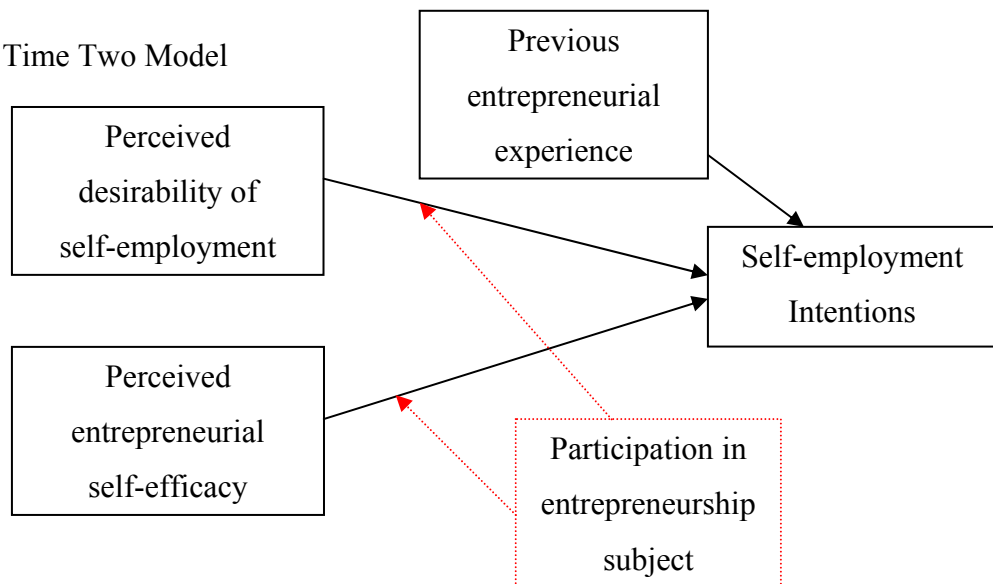 Time Two Model
Previous
entrepreneurial
experience
Perceived
desirability of
self-employment
Self-employment
Intentions
Perceived
entrepreneurial
self-efficacy
Participation in
entrepreneurship
subject